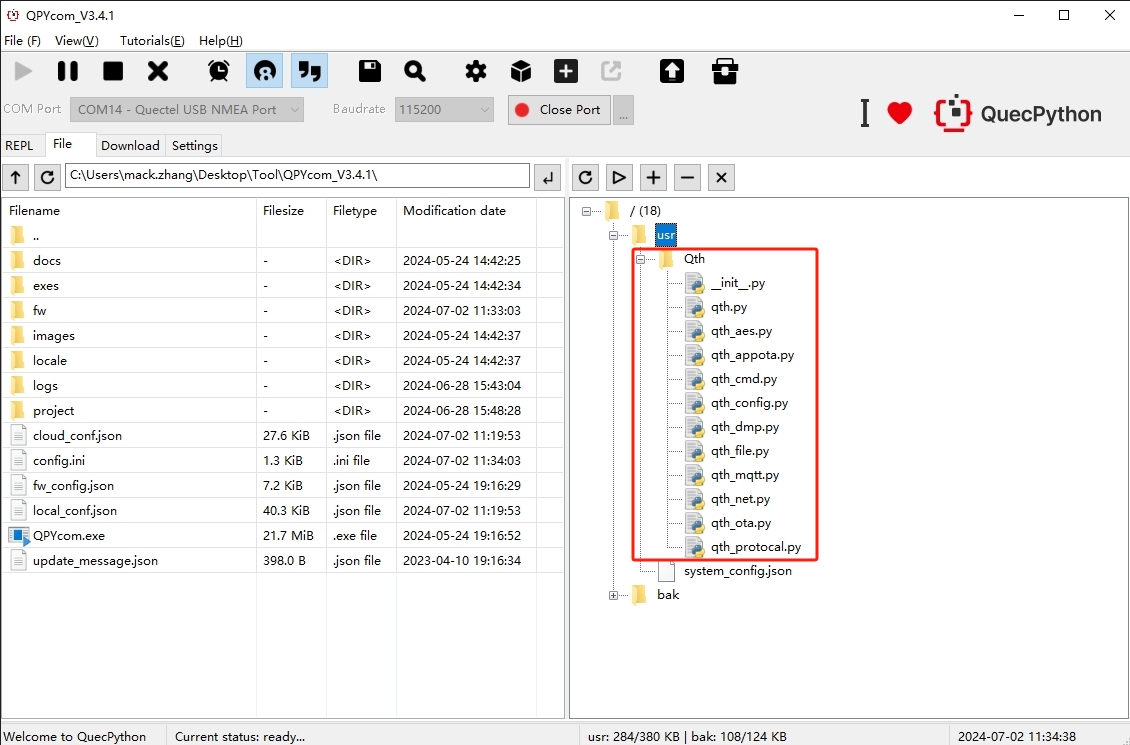 QPYcom_V3.4.1
File (F) View(V) Tutorials(E) Help(H)
COM Port COM14 - Quectel USB NMEA Port Baudrate 115200 Close Port ... I QuecPython
REPL File Download Settings
C:\Users\mack.zhang\Desktop\Tool\QPYcom_V3.4.1\
Filename Filesize Filetype Modification date
..
docs - <DIR> 2024-05-24 14:42:25
exes - <DIR> 2024-05-24 14:42:34
fw - <DIR> 2024-07-02 11:33:03
images - <DIR> 2024-05-24 14:42:37
locale - <DIR> 2024-05-24 14:42:37
logs - <DIR> 2024-06-28 15:43:04
project - <DIR> 2024-06-28 15:48:28
cloud_conf.json 27.6 KiB .json file 2024-07-02 11:19:53
config.ini 1.3 KiB .ini file 2024-07-02 11:34:03
fw_config.json 7.2 KiB .json file 2024-05-24 19:16:29
local_conf.json 40.3 KiB .json file 2024-07-02 11:19:53
QPYcom.exe 21.7 MiB .exe file 2024-05-24 19:16:52
update_message.json 398.0 B .json file 2023-04-10 19:16:34
/ (18)
usr
Qth
__init__.py
qth.py
qth_aes.py
qth_appota.py
qth_cmd.py
qth_config.py
qth_dmp.py
qth_file.py
qth_mqtt.py
qth_net.py
qth_ota.py
qth_protocal.py
system_config.json
bak
Welcome to QuecPython Current status: ready... usr: 284/380 KB | bak: 108/124 KB 2024-07-02 11:34:38